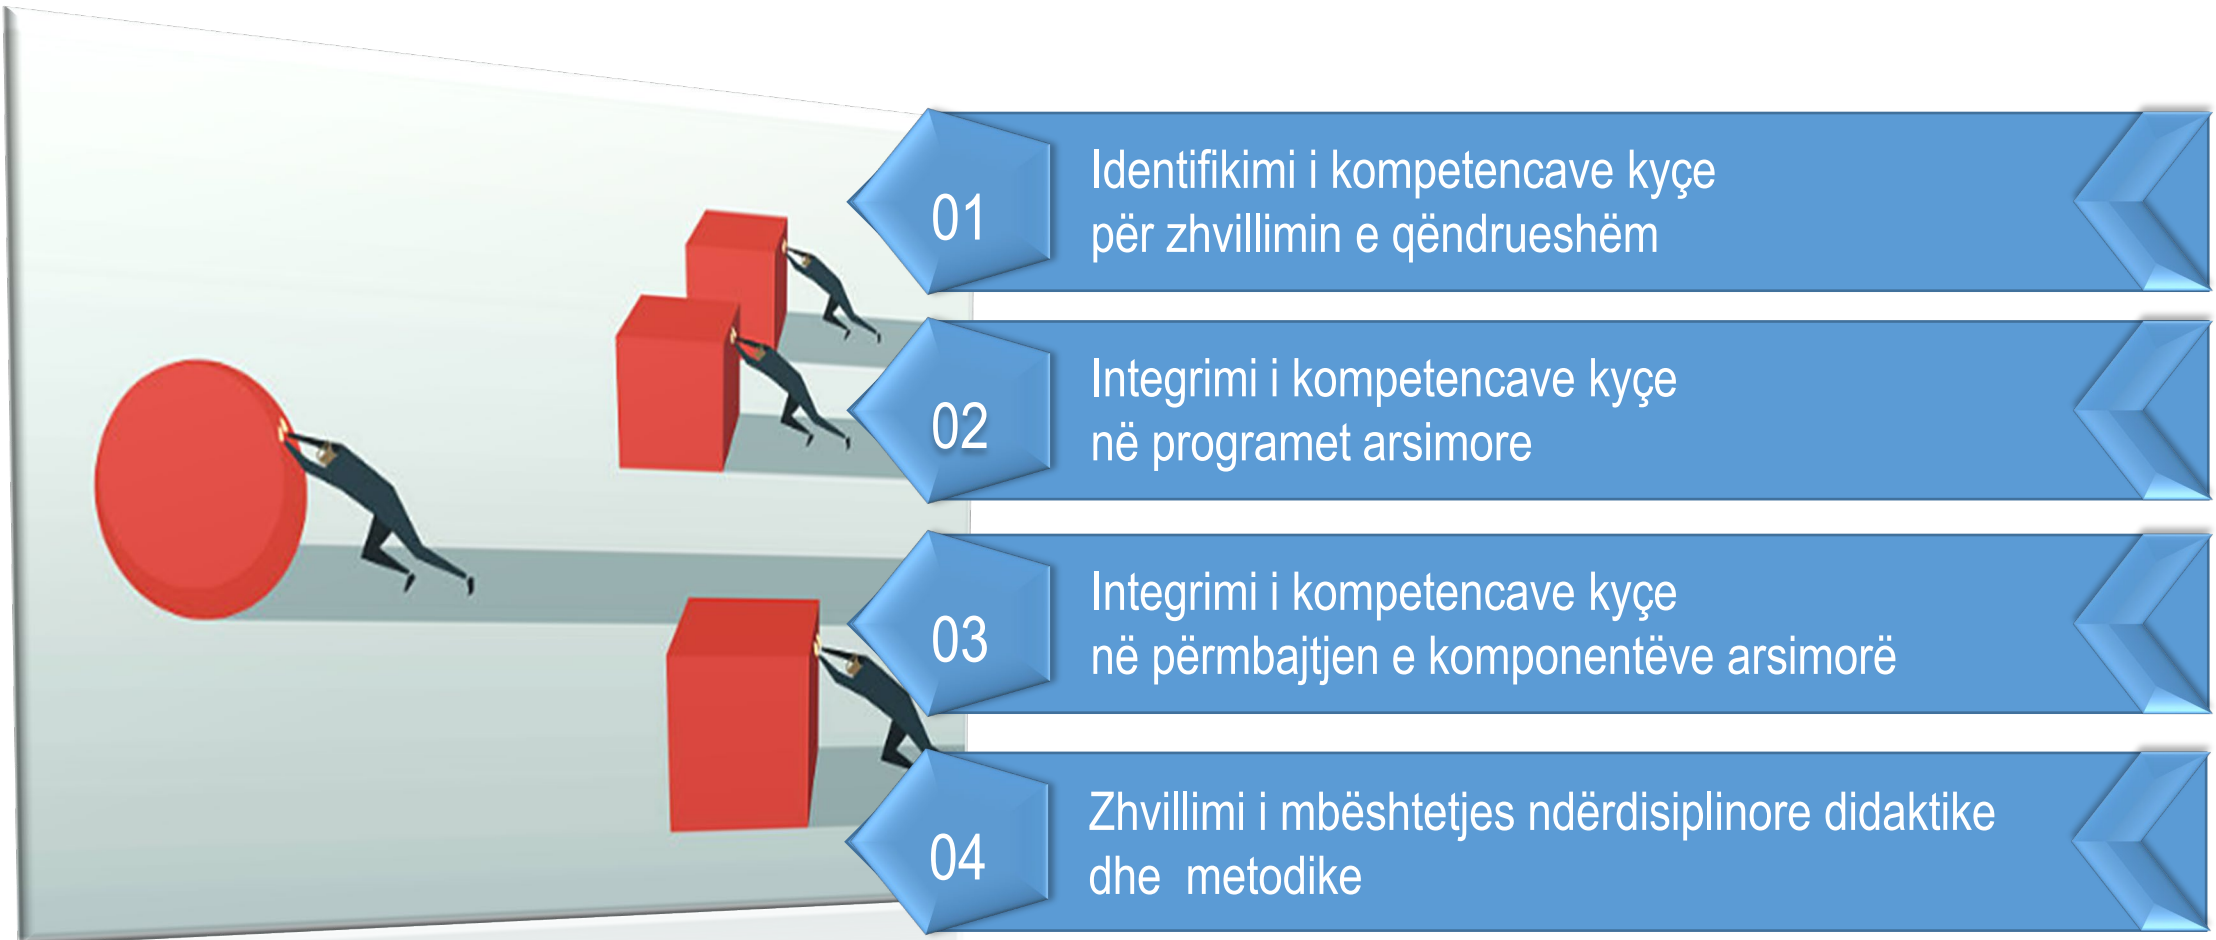 01
Identifikimi i kompetencave kyçe
për zhvillimin e qëndrueshëm
02
Integrimi i kompetencave kyçe
në programet arsimore
03
Integrimi i kompetencave kyçe
në përmbajtjen e komponentëve arsimorë
04
Zhvillimi i mbështetjes ndërdisiplinore didaktike
dhe  metodike